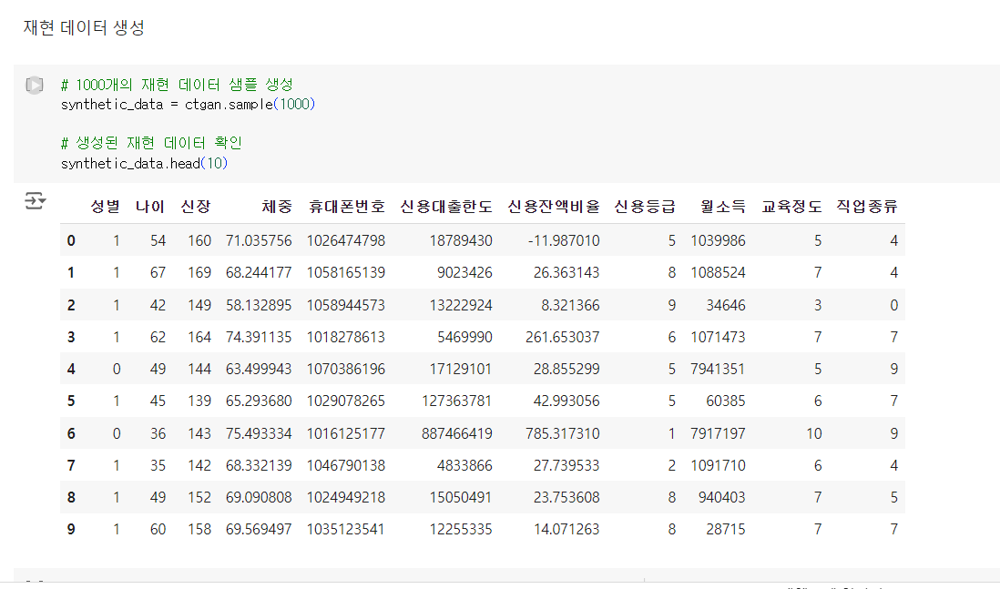 재현 데이터 생성
# 1000개의 재현 데이터 샘플 생성
synthetic_data = ctgan.sample(1000)
# 생성된 재현 데이터 확인
synthetic_data.head(10)
성별 나이 신장 체중 휴대폰번호 신용대출한도 신용잔액비율 신용등급 월소득 교육정도 직업종류
0 1 54 160 71.035756 1026474798 18789430 -11.987010 5 1039986 5 4
1 1 67 169 68.244177 1058165139 9023426 26.363143 8 1088524 7 4
2 1 42 149 58.132895 1058944573 13222924 8.321366 9 34646 3 0
3 1 62 164 74.391135 1018278613 5469990 261.653037 6 1071473 7 7
4 0 49 144 63.499943 1070386196 17129101 28.855299 5 7941351 5 9
5 1 45 139 65.293680 1029078265 127363781 42.993056 5 60385 6 7
6 0 36 143 75.493334 1016125177 887466419 785.317310 1 7917197 10 9
7 1 35 142 68.332139 1046790138 4833866 27.739533 2 1091710 6 4
8 1 49 152 69.090808 1024949218 15050491 23.753608 8 940403 7 5
9 1 60 158 69.569497 1035123541 12255335 14.071263 8 28715 7 7